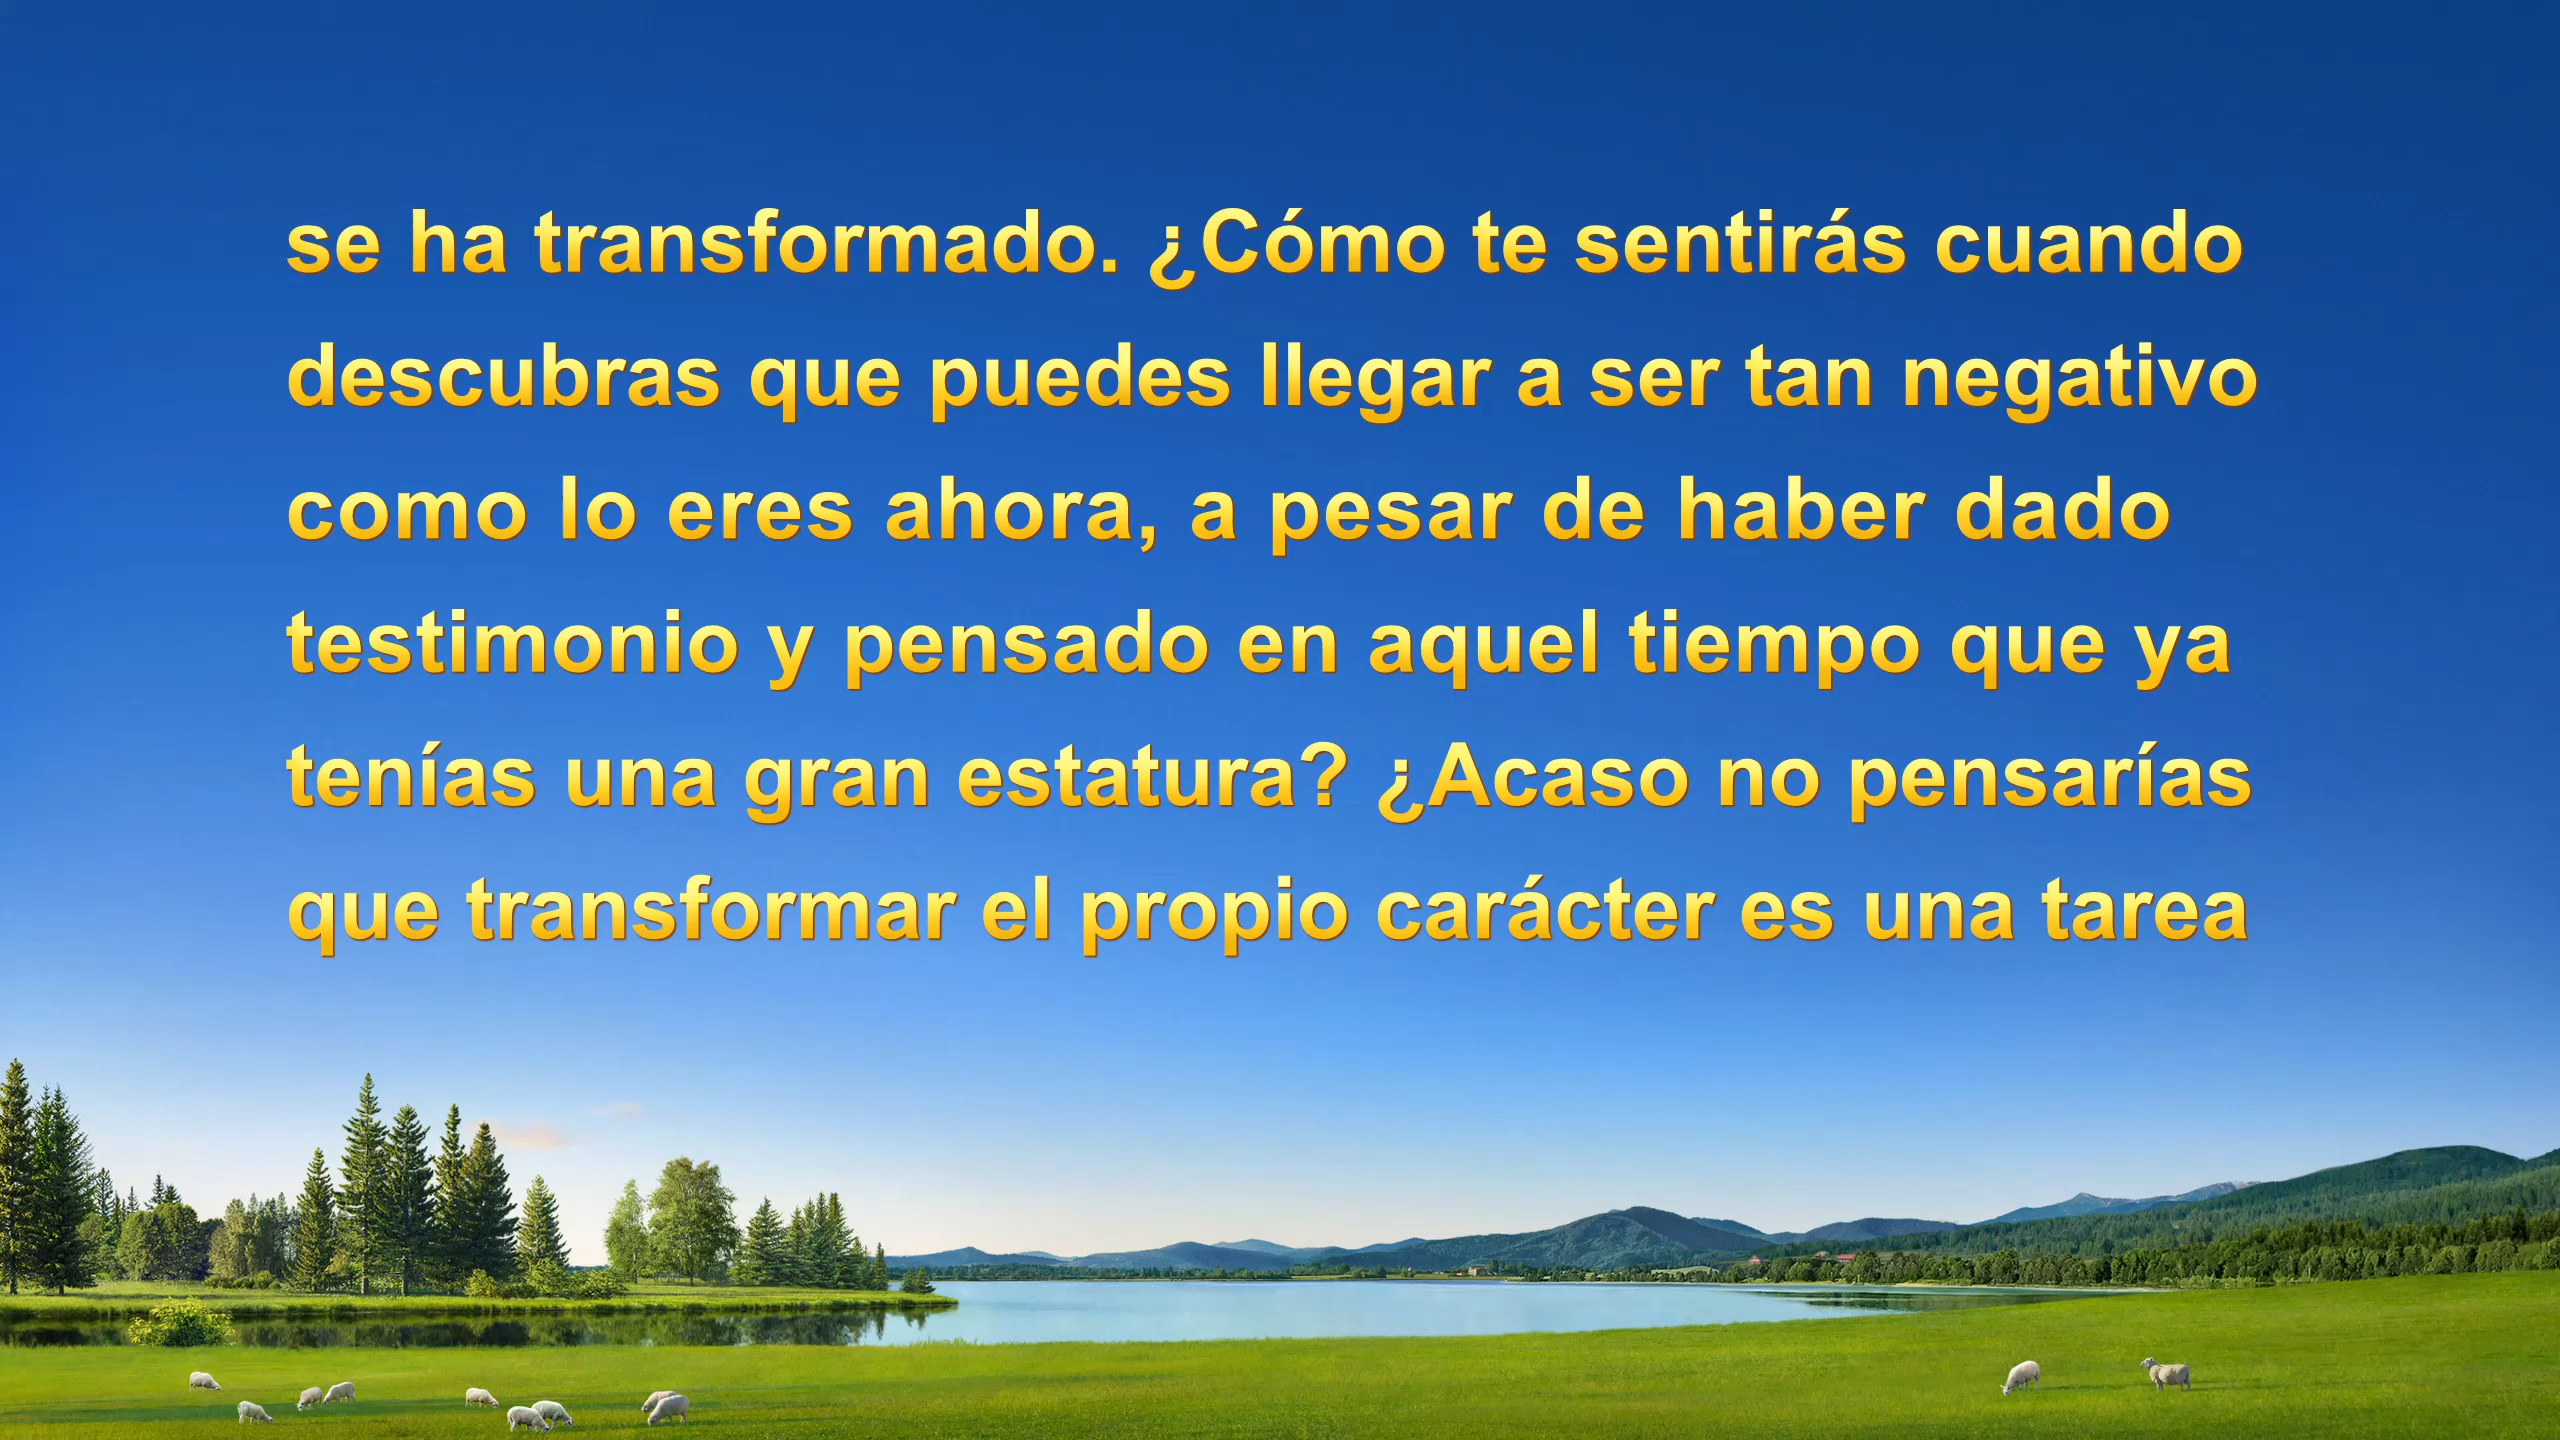 se ha transformado. ¿Cómo te sentirás cuando
descubras que puedes llegar a ser tan negativo
como lo eres ahora, a pesar de haber dado
testimonio y pensado en aquel tiempo que ya
tenías una gran estatura? ¿Acaso no pensarías
que transformar el propio carácter es una tarea